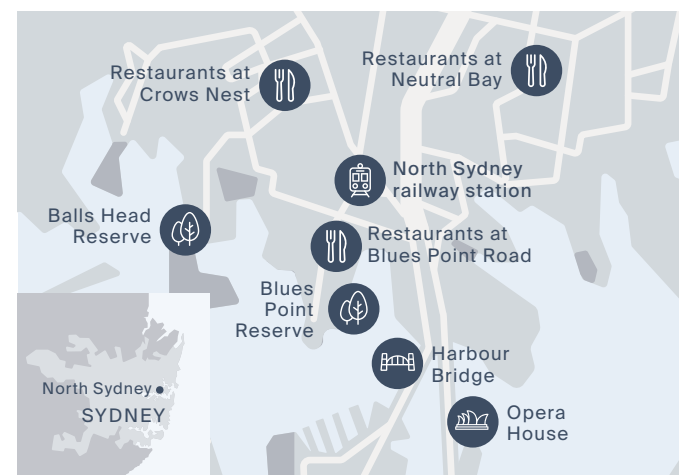 Restaurants at
Crows Nest
Restaurants at
Neutral Bay
North Sydney
railway station
Balls Head
Reserve
Restaurants at
Blues Point Road
Blues
Point
Reserve
Harbour
Bridge
North Sydney
SYDNEY
Opera
House